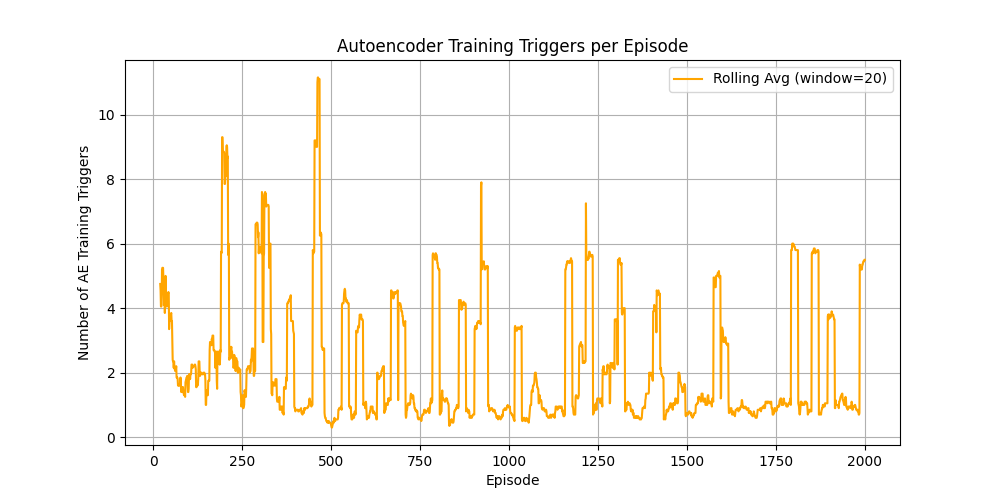 Autoencoder Training Triggers per Episode
Rolling Avg (window=20)
Number of AE Training Triggers
10
8
6
4
2
0
0 250 500 750 1000 1250 1500 1750 2000
Episode